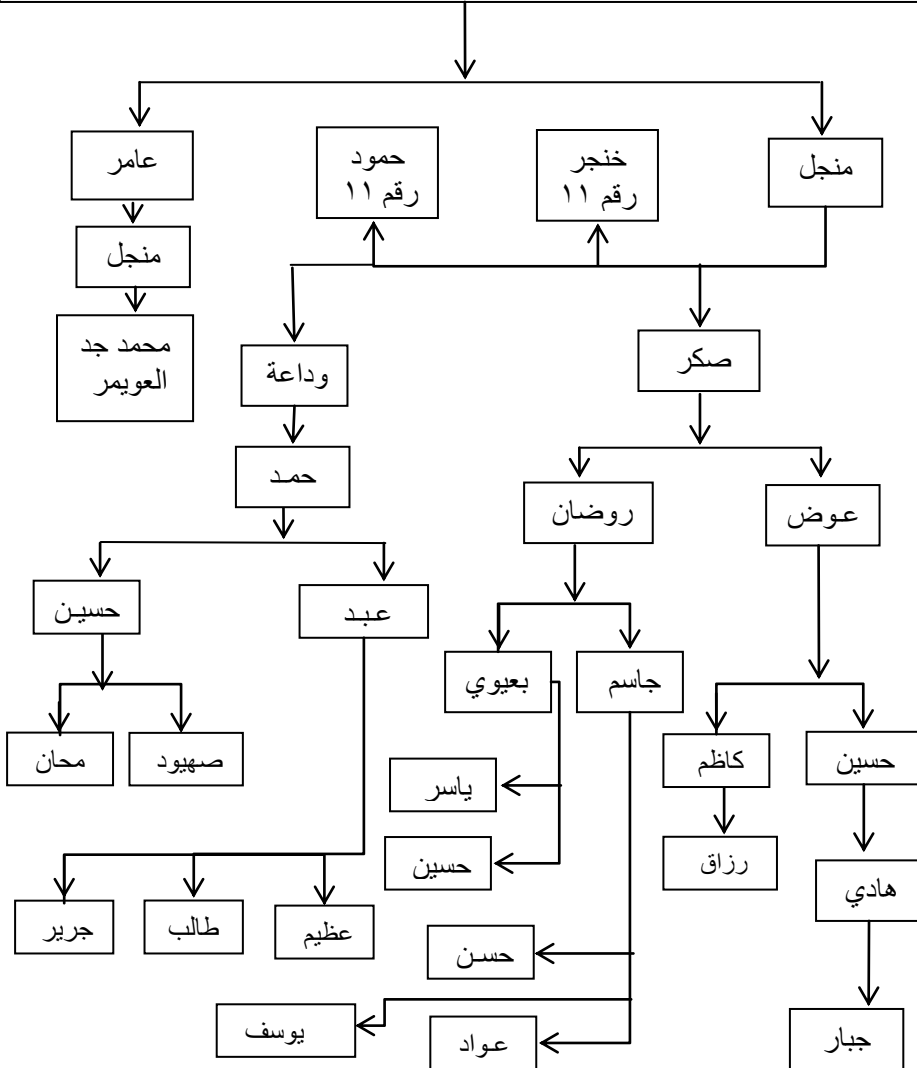 منجل
خنجر
رقم ١١
حمود
رقم ١١
عامر
منجل
محمد جد
العويمر
صكر
وداعة
حمد
عوض
روضان
عبد
حسين
جاسم
بعيوي
حسين
كاظم
صهيود
محان
ياسر
حسين
رزاق
هادي
عظيم
طالب
جرير
حسن
يوسف
عواد
جبار